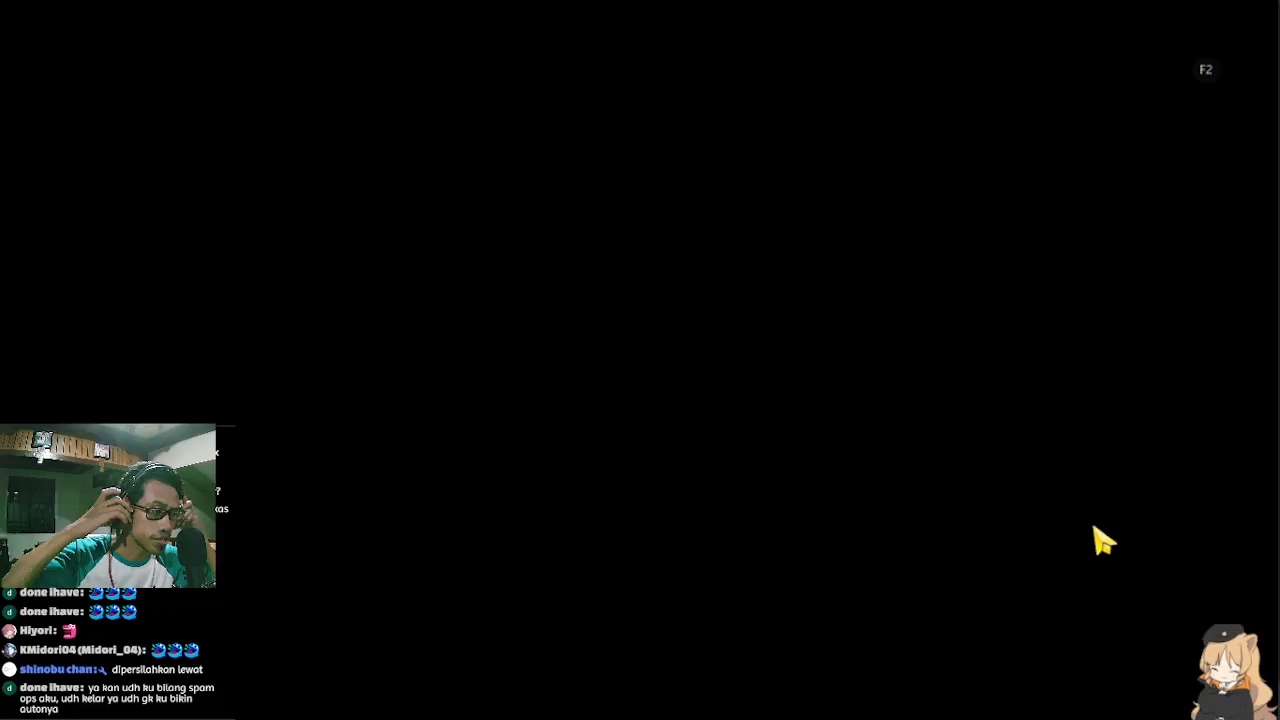 F2
?
kas
done ihave:
done ihave:
Hiyori:
KMidori04 (Midori_04):
shinobu chan: dipersilahkan lewat
done ihave: ya kan udh ku bilang spam
ops aku, udh kelar ya udh gk ku bikin
autonya